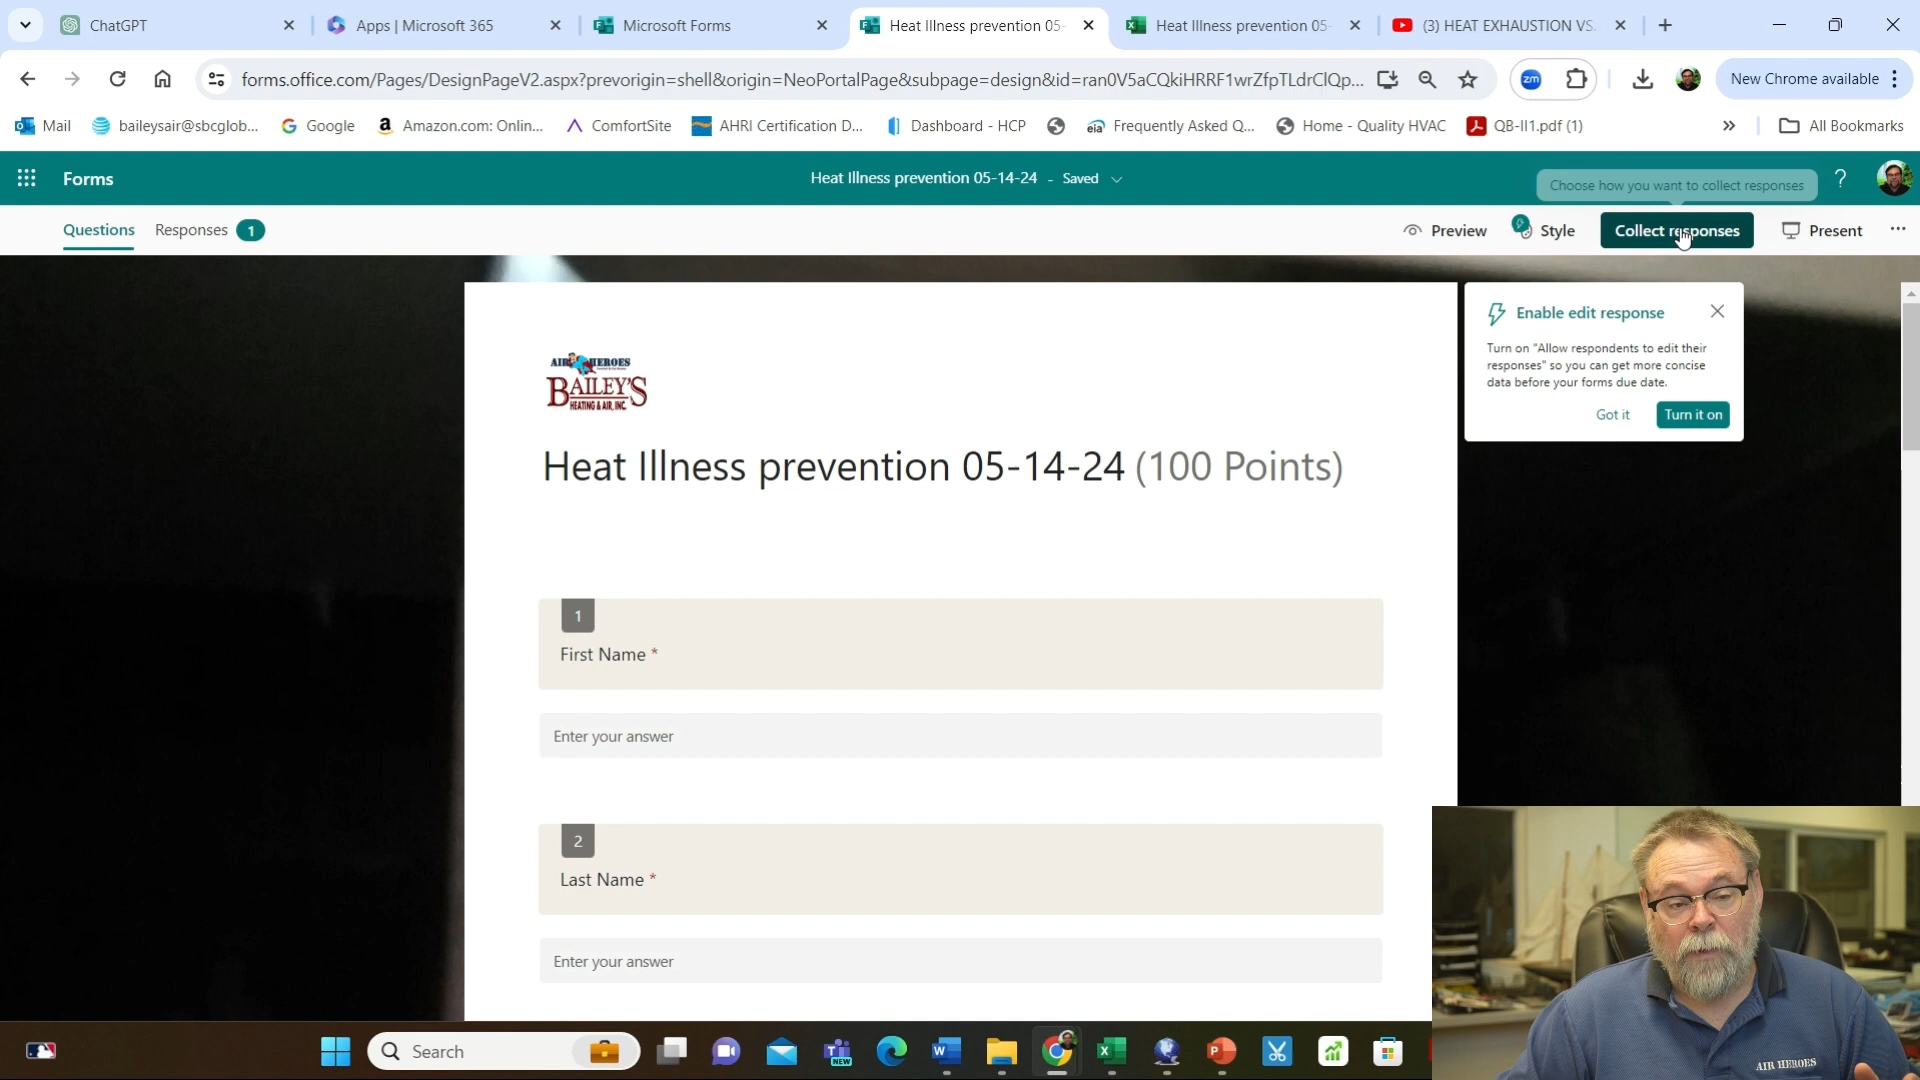 ChatGPT
Apps | Microsoft 365
Microsoft Forms
Heat Illness prevention 05-
Heat Illness prevention 05-
(3) HEAT EXHAUSTION VS.
forms.office.com/Pages/DesignPageV2.aspx?prevorigin=shell&origin=NeoPortalPage&subpage=design&id=ran0V5aCQkiHRRF1wrZfpTLdrClQp...
zm
New Chrome available
Mail
baileysair@sbcglob...
Google
Amazon.com: Onlin...
ComfortSite
AHRI Certification D...
Dashboard - HCP
eia
Frequently Asked Q...
Home - Quality HVAC
QB-II1.pdf (1)
All Bookmarks
Forms
Heat Illness prevention 05-14-24 - Saved
Choose how you want to collect responses
?
Questions
Responses 1
Preview
Style
Collect responses
Present
Enable edit response
Turn on "Allow respondents to edit their
responses" so you can get more concise
data before your forms due date.
Got it
Turn it on
AIR HEROES
BAILEY'S
HEATING & AIR, INC.
Heat Illness prevention 05-14-24 (100 Points)
1
First Name *
Enter your answer
2
Last Name *
Enter your answer
AIR HEROES
Search
NEW